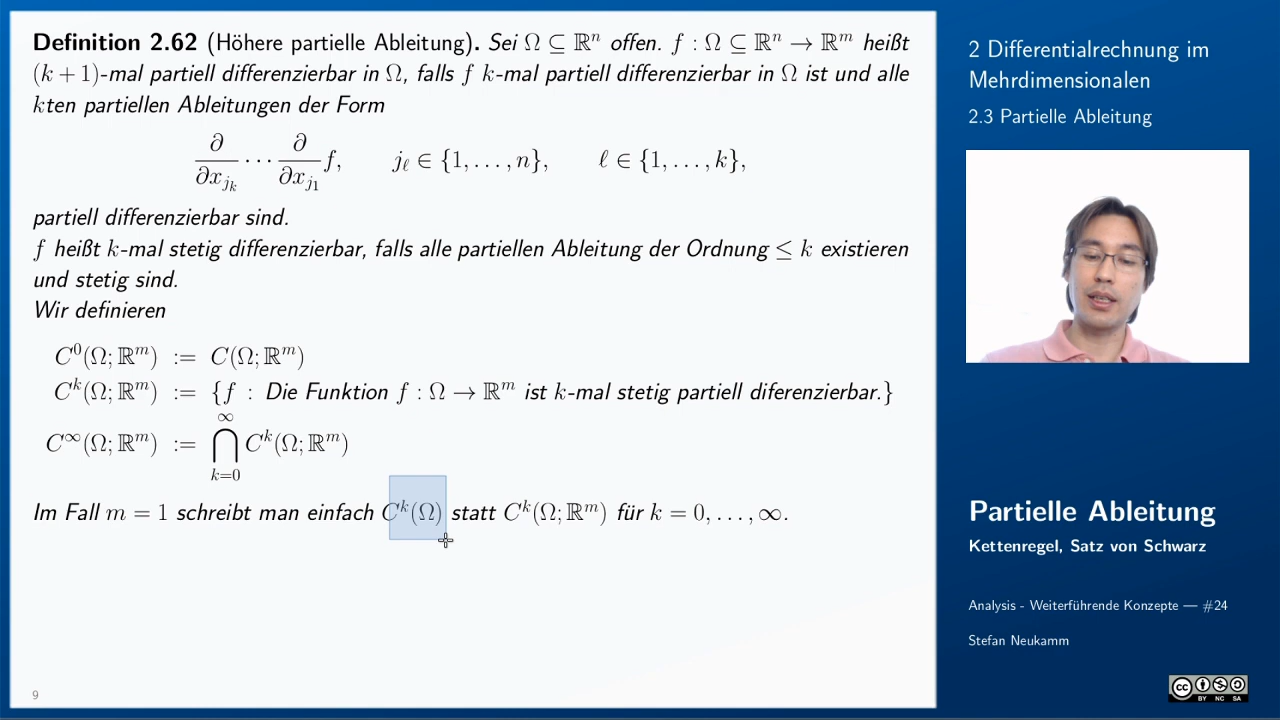 Definition 2.62 (Höhere partielle Ableitung). Sei Ω ⊆ ℝⁿ offen. f : Ω ⊆ ℝⁿ → ℝᵐ heißt
(k + 1)-mal partiell differenzierbar in Ω, falls f k-mal partiell differenzierbar in Ω ist und alle
kten partiellen Ableitungen der Form
∂/∂x_{j_k} ··· ∂/∂x_{j_1} f, j_ℓ ∈ {1, . . . , n}, ℓ ∈ {1, . . . , k},
partiell differenzierbar sind.
f heißt k-mal stetig differenzierbar, falls alle partiellen Ableitung der Ordnung ≤ k existieren
und stetig sind.
Wir definieren
C⁰(Ω; ℝᵐ) := C(Ω; ℝᵐ)
Cᵏ(Ω; ℝᵐ) := {f : Die Funktion f : Ω → ℝᵐ ist k-mal stetig partiell diferenzierbar.}
C^∞(Ω; ℝᵐ) := ⋂_{k=0}^{∞} Cᵏ(Ω; ℝᵐ)
Im Fall m = 1 schreibt man einfach Cᵏ(Ω) statt Cᵏ(Ω; ℝᵐ) für k = 0, . . . , ∞.
9
2 Differentialrechnung im
Mehrdimensionalen
2.3 Partielle Ableitung
Partielle Ableitung
Kettenregel, Satz von Schwarz
Analysis - Weiterführende Konzepte — #24
Stefan Neukamm
cc BY NC SA